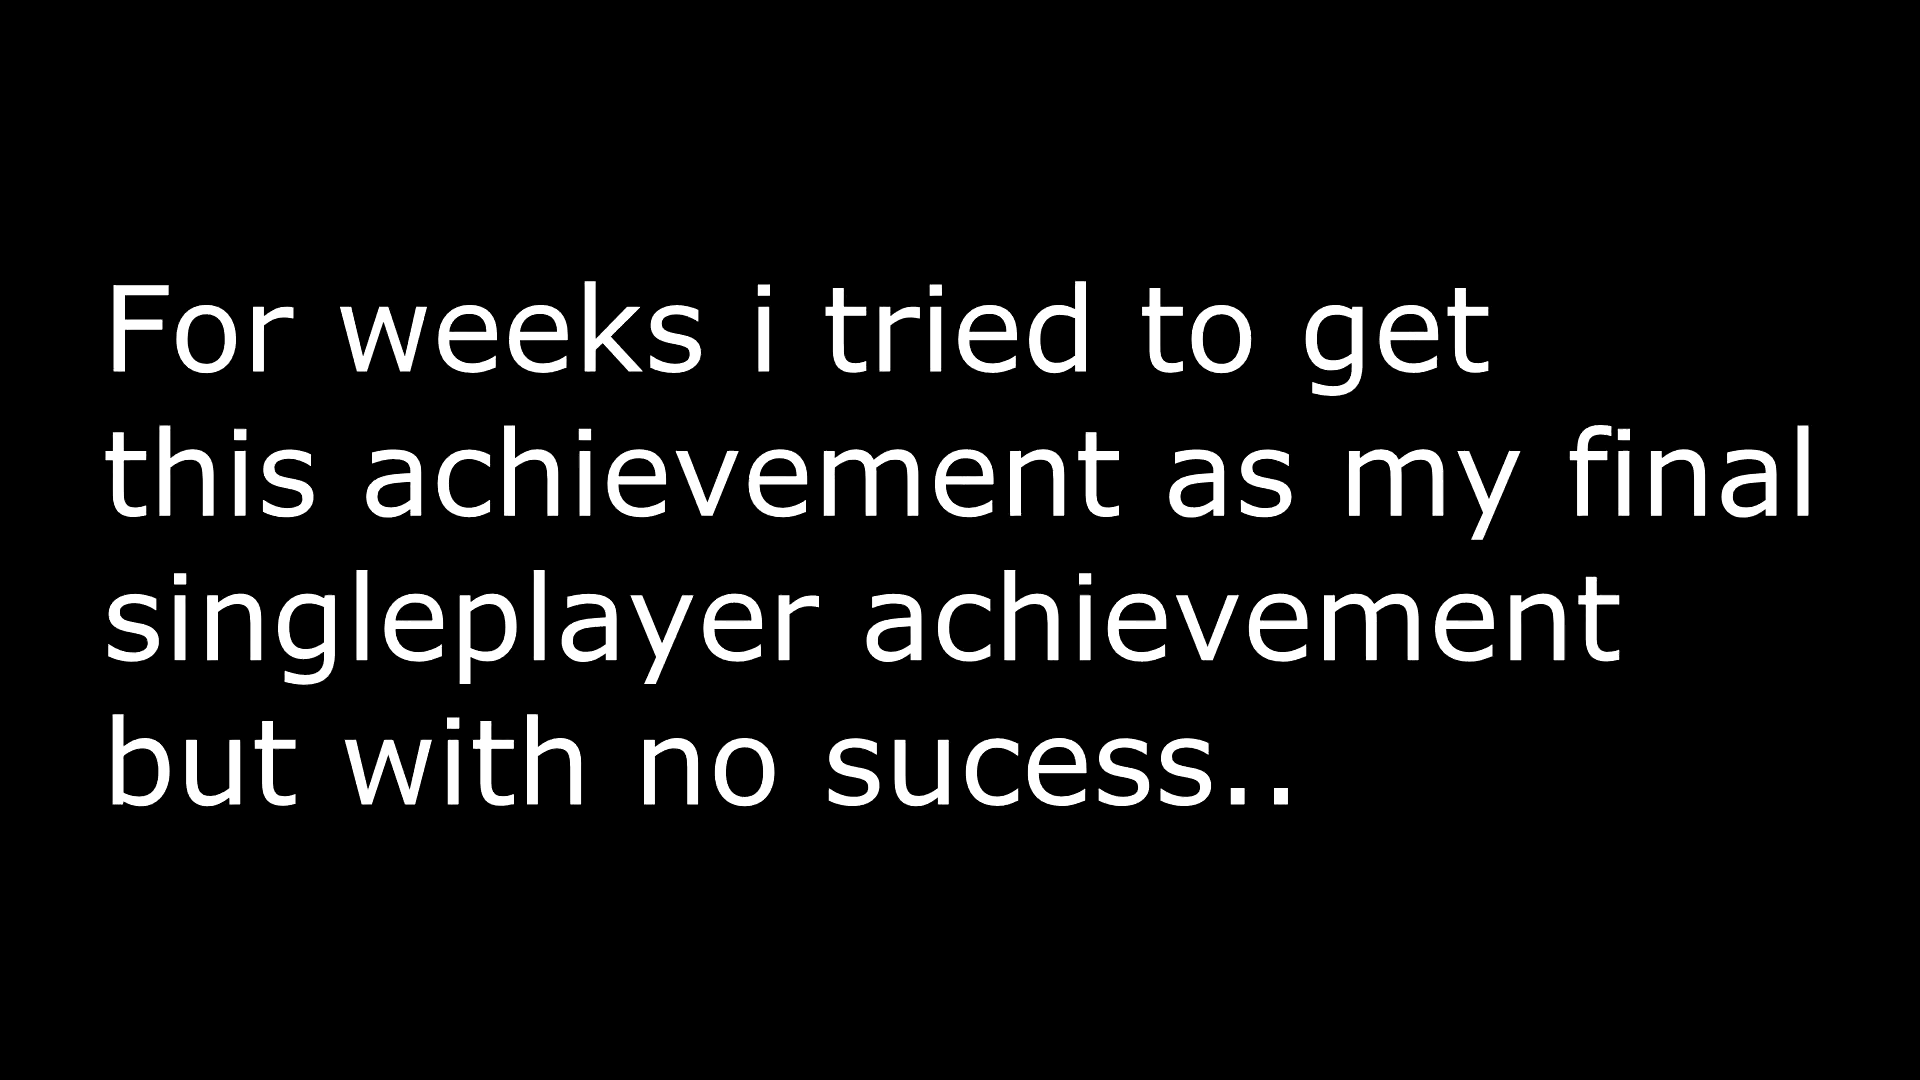 For weeks i tried to get
this achievement as my final
singleplayer achievement
but with no sucess..